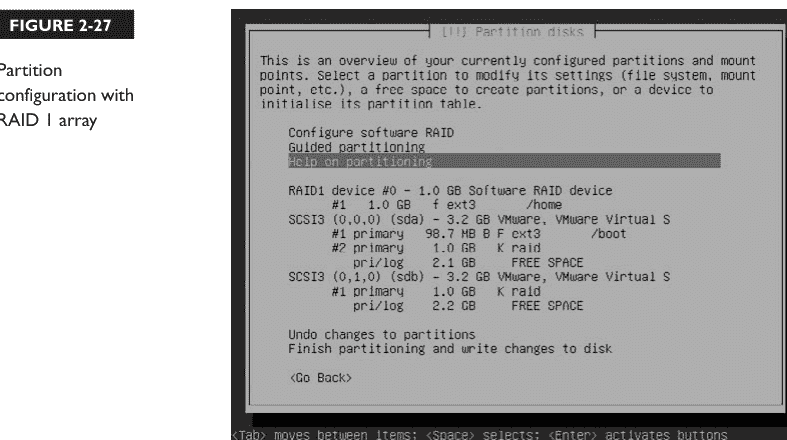 FIGURE 2-27
Partition
configuration with
RAID 1 array
[!!] Partition disks
This is an overview of your currently configured partitions and mount
points. Select a partition to modify its settings (file system, mount
point, etc.), a free space to create partitions, or a device to
initialise its partition table.
Configure software RAID
Guided partitioning
Help on partitioning
RAID1 device #0 - 1.0 GB Software RAID device
#1 1.0 GB f ext3 /home
SCSI3 (0,0,0) (sda) - 3.2 GB VMware, VMware Virtual S
#1 primary 98.7 MB B F ext3 /boot
#2 primary 1.0 GB K raid
pri/log 2.1 GB FREE SPACE
SCSI3 (0,1,0) (sdb) - 3.2 GB VMware, VMware Virtual S
#1 primary 1.0 GB K raid
pri/log 2.2 GB FREE SPACE
Undo changes to partitions
Finish partitioning and write changes to disk
<Go Back>
<Tab> moves between items; <Space> selects; <Enter> activates buttons